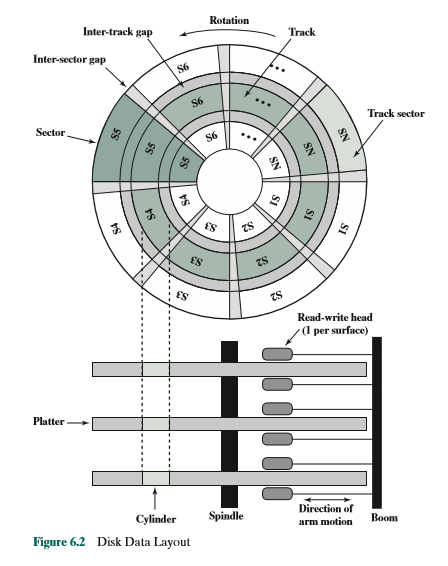 Rotation
Inter-track gap
Track
Inter-sector gap
S6
...
S6
...
Track sector
Sector
S5
S5
S5
S6
...
SN
SN
SN
S4
S4
S4
S1
S1
S1
S3
S2
S3
S2
S3
S2
Read-write head
(1 per surface)
Platter
Cylinder
Spindle
Direction of
arm motion
Boom
Figure 6.2 Disk Data Layout